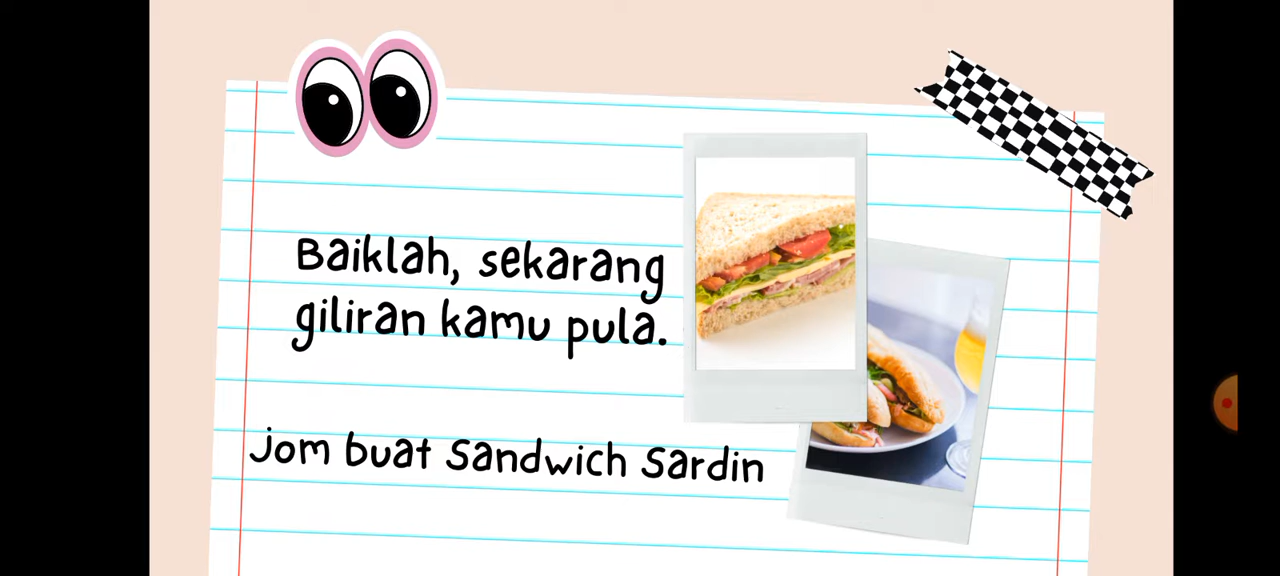 Baiklah, sekarang
giliran kamu pula.
jom buat Sandwich Sardin